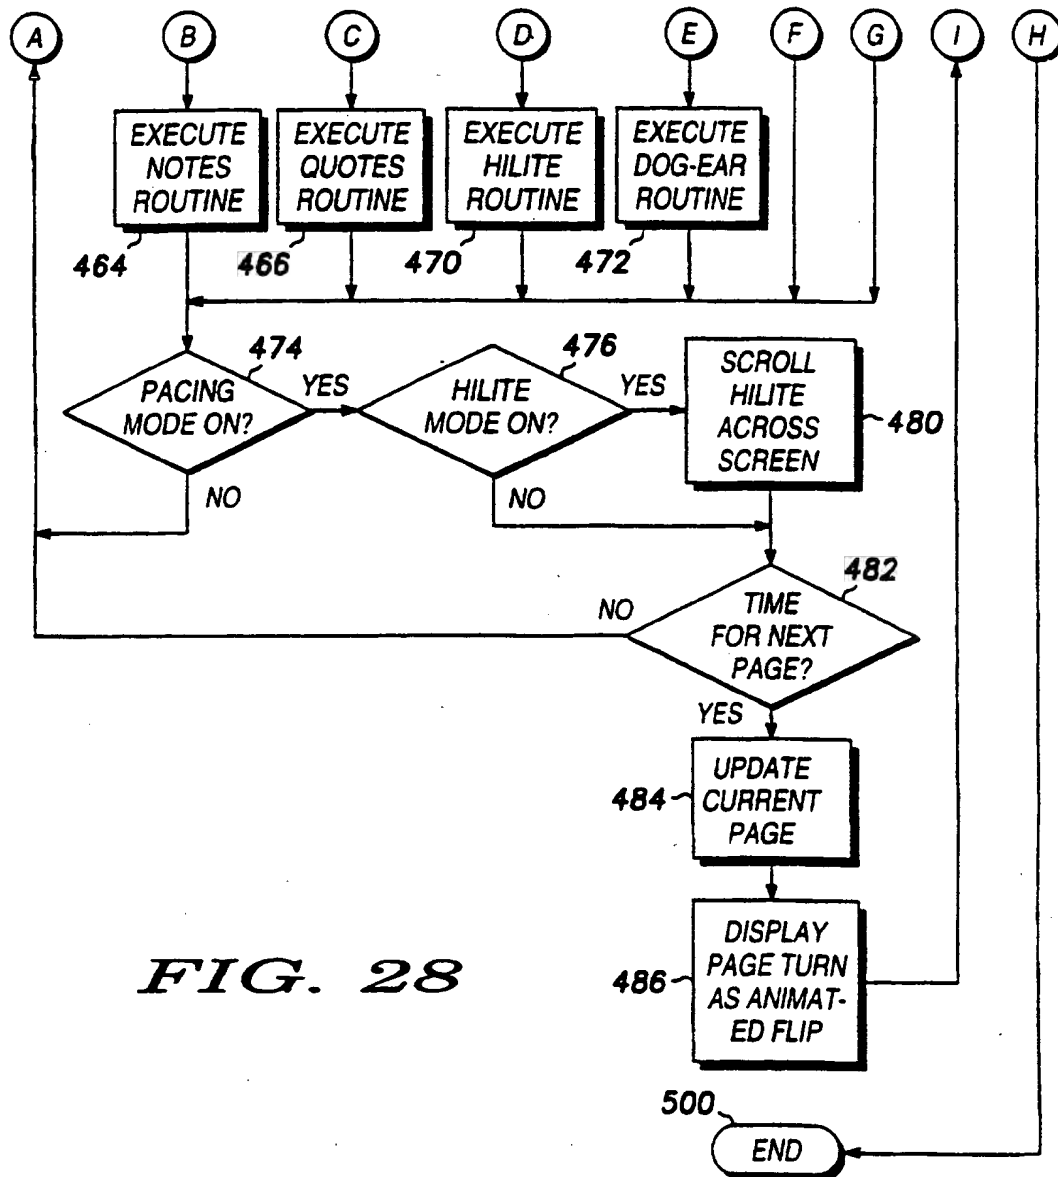 A B C D E F G I H
EXECUTE
NOTES
ROUTINE
464
EXECUTE
QUOTES
ROUTINE
466
EXECUTE
HILITE
ROUTINE
470
EXECUTE
DOG-EAR
ROUTINE
472
PACING
MODE ON?
474
YES
NO
HILITE
MODE ON?
476
YES
NO
SCROLL
HILITE
ACROSS
SCREEN
480
TIME
FOR NEXT
PAGE?
482
NO
YES
UPDATE
CURRENT
PAGE
484
DISPLAY
PAGE TURN
AS ANIMAT-
ED FLIP
486
FIG. 28
500
END